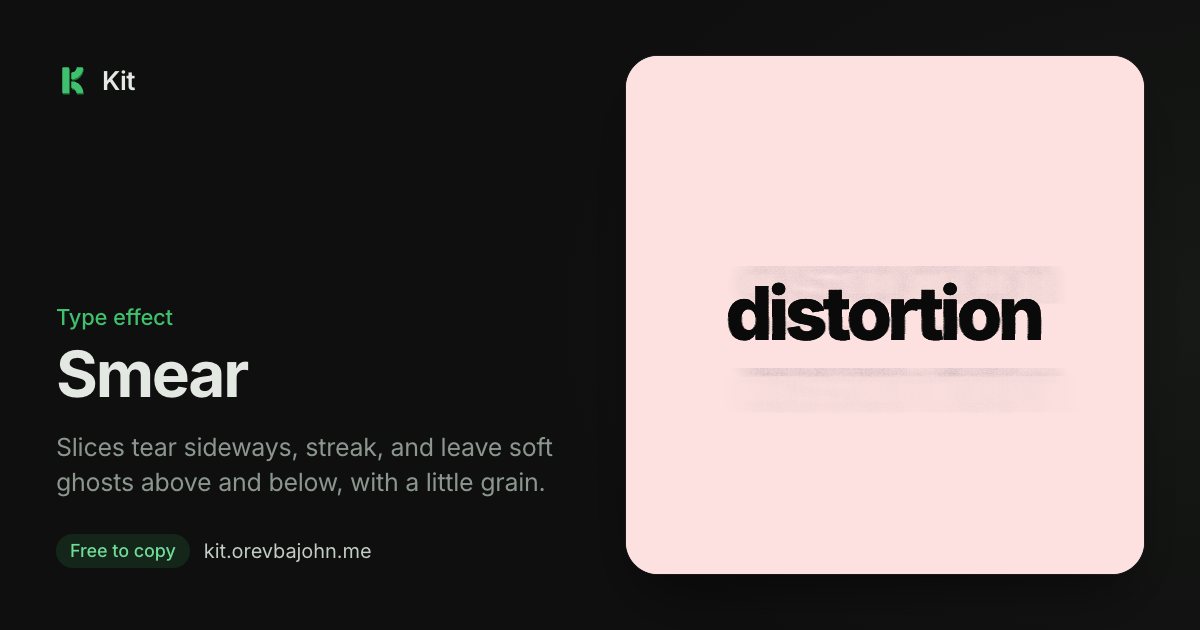 Kit
Type effect
Smear
Slices tear sideways, streak, and leave soft
ghosts above and below, with a little grain.
Free to copy
kit.orevbajohn.me
distortion